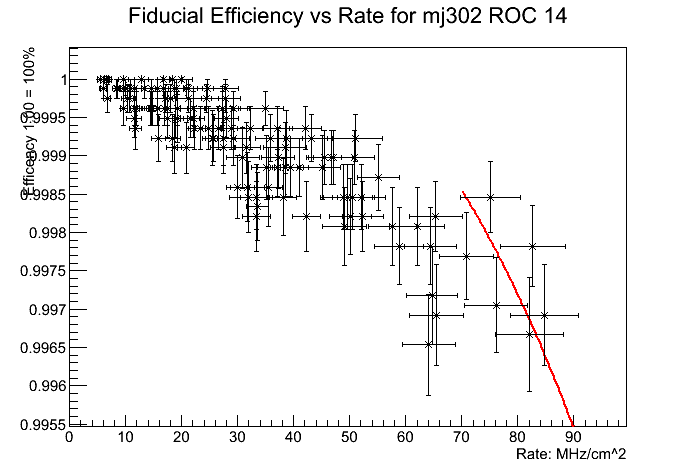 Fiducial Efficiency vs Rate for mj302 ROC 14
Efficency 1.00 = 100%
1
0.9995
0.999
0.9985
0.998
0.9975
0.997
0.9965
0.996
0.9955
0 10 20 30 40 50 60 70 80 90
Rate: MHz/cm^2